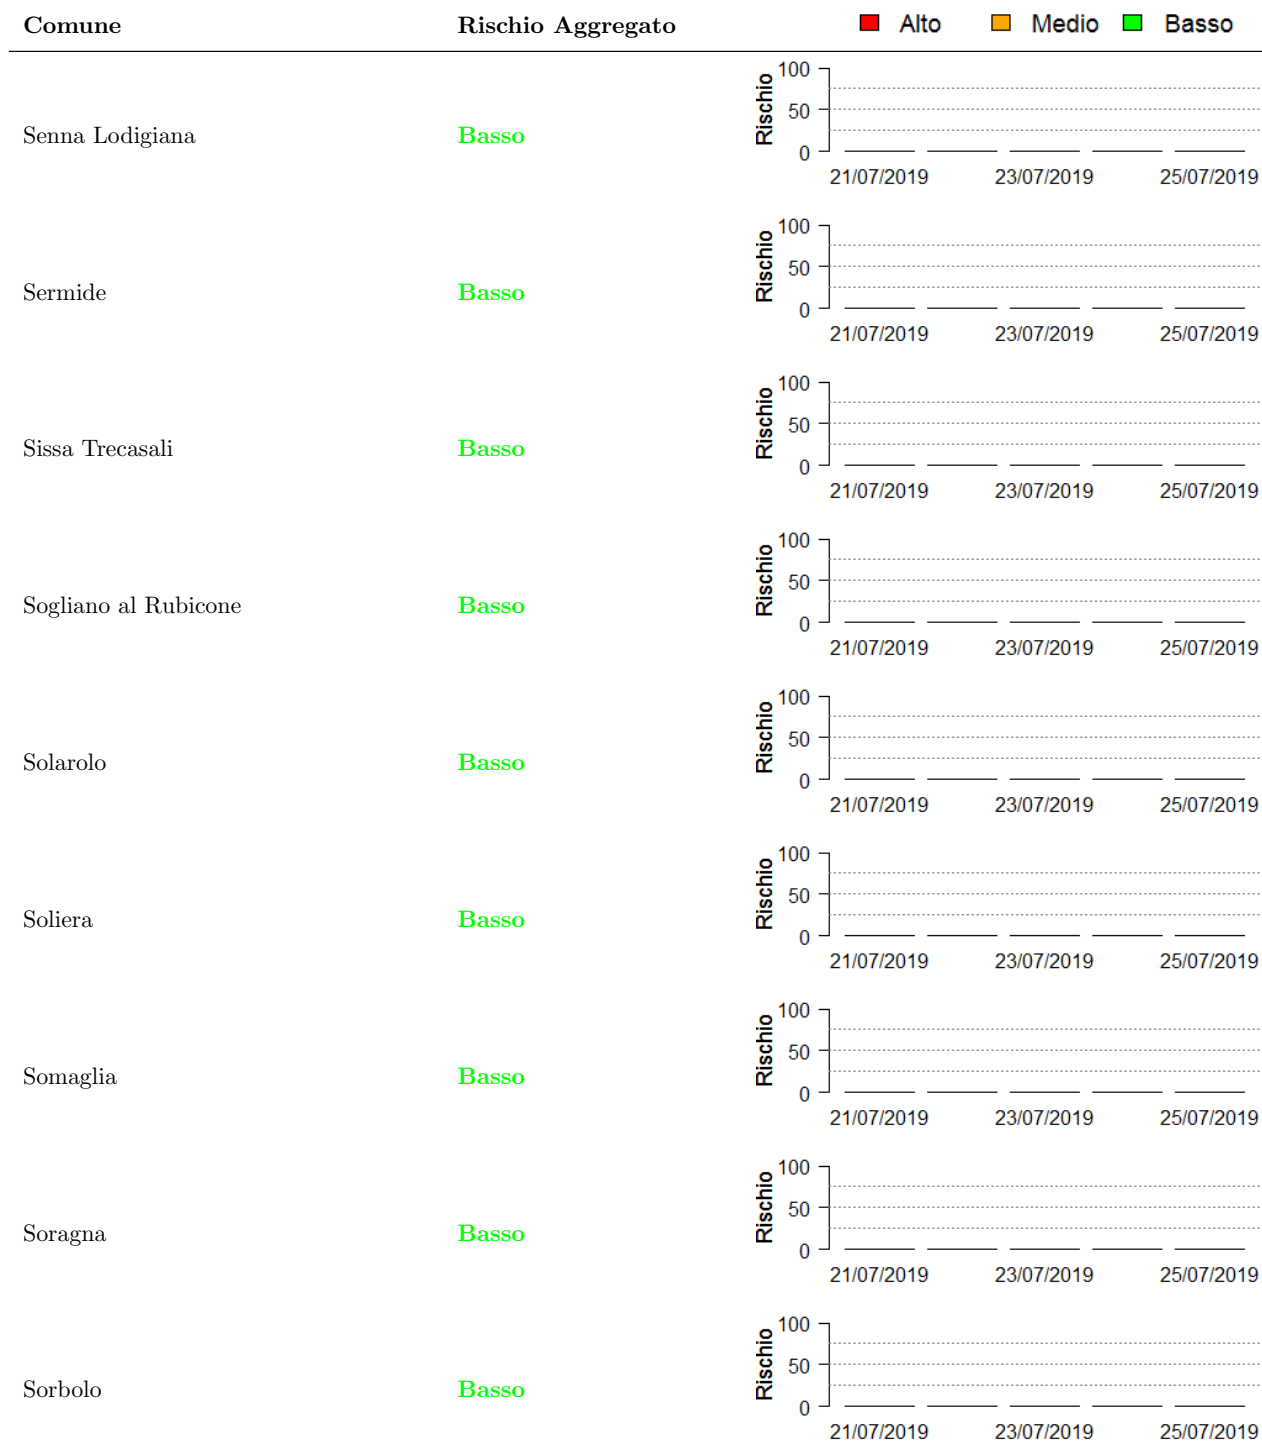 Comune Rischio Aggregato Alto Medio Basso
100
50
0
Rischio
Senna Lodigiana Basso
21/07/2019 23/07/2019 25/07/2019
100
50
0
Rischio
Sermide Basso
21/07/2019 23/07/2019 25/07/2019
100
50
0
Rischio
Sissa Trecasali Basso
21/07/2019 23/07/2019 25/07/2019
100
50
0
Rischio
Sogliano al Rubicone Basso
21/07/2019 23/07/2019 25/07/2019
100
50
0
Rischio
Solarolo Basso
21/07/2019 23/07/2019 25/07/2019
100
50
0
Rischio
Soliera Basso
21/07/2019 23/07/2019 25/07/2019
100
50
0
Rischio
Somaglia Basso
21/07/2019 23/07/2019 25/07/2019
100
50
0
Rischio
Soragna Basso
21/07/2019 23/07/2019 25/07/2019
100
50
0
Rischio
Sorbolo Basso
21/07/2019 23/07/2019 25/07/2019